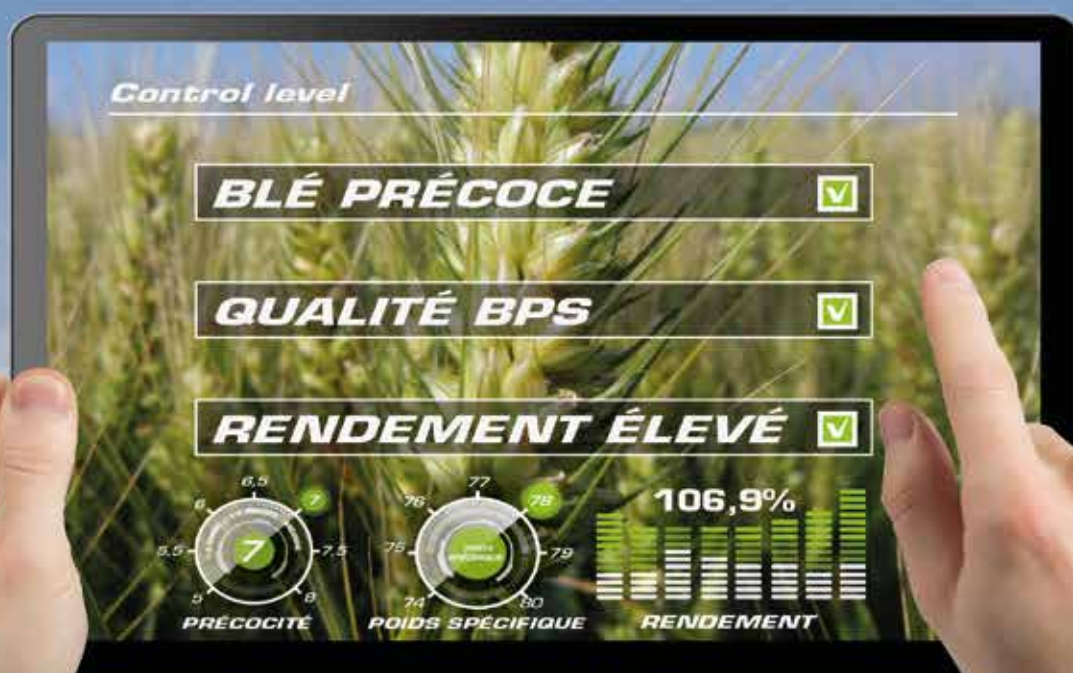 Control level
BLÉ PRÉCOCE
QUALITÉ BPS
RENDEMENT ÉLEVÉ
5 5.5 6 6,5 7 7.5 8
7
PRÉCOCITÉ
74 75 76 77 78 79 80
POIDS SPÉCIFIQUE
106,9%
RENDEMENT